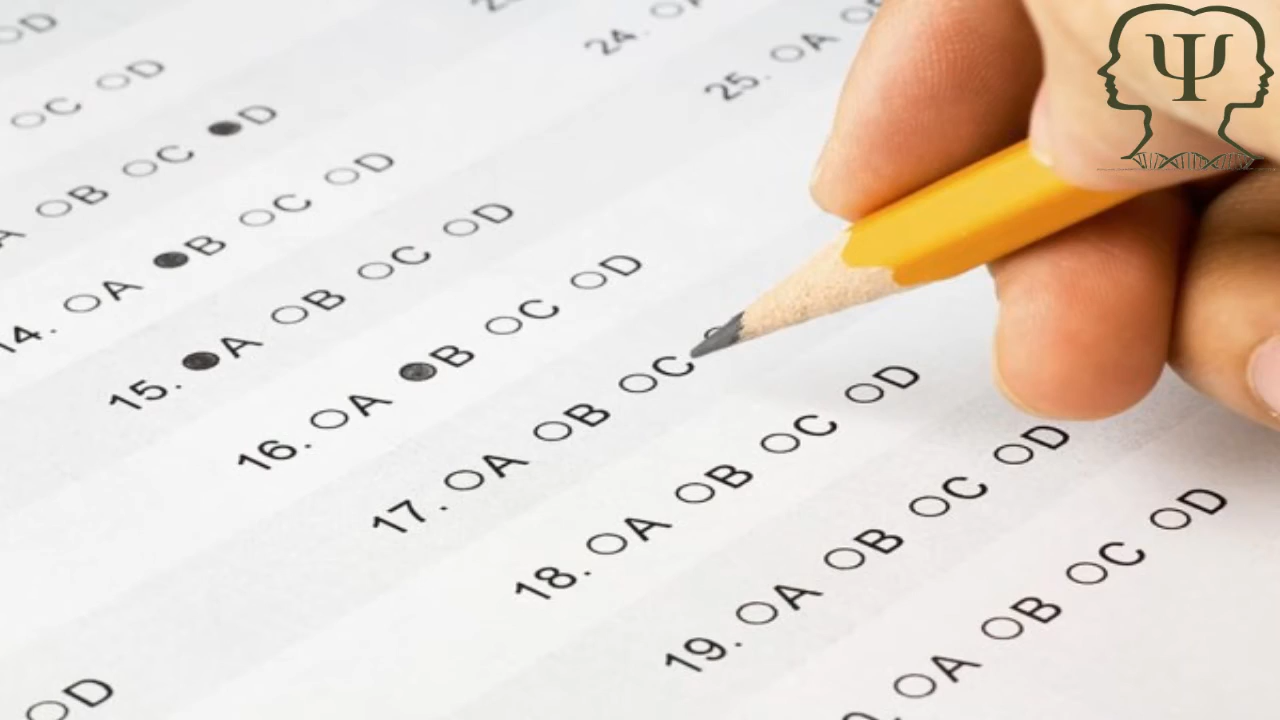 D
C D
A B C D
14. A B C D
15. A B C D
16. A B C D
17. A B C
18. A B C D
19. A B C D
A B C D
D
24. A
25. A
Ψ